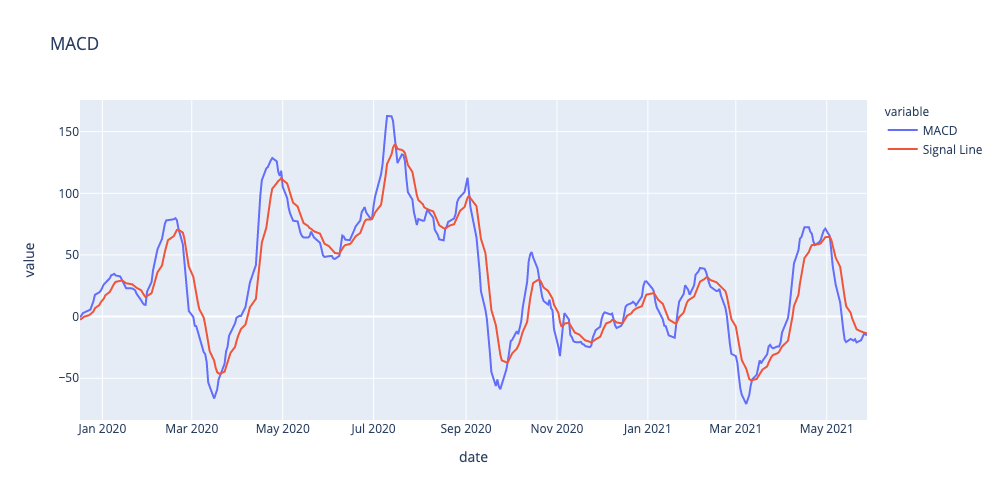 MACD
variable
MACD
Signal Line
value
150
100
50
0
−50
Jan 2020
Mar 2020
May 2020
Jul 2020
Sep 2020
Nov 2020
Jan 2021
Mar 2021
May 2021
date